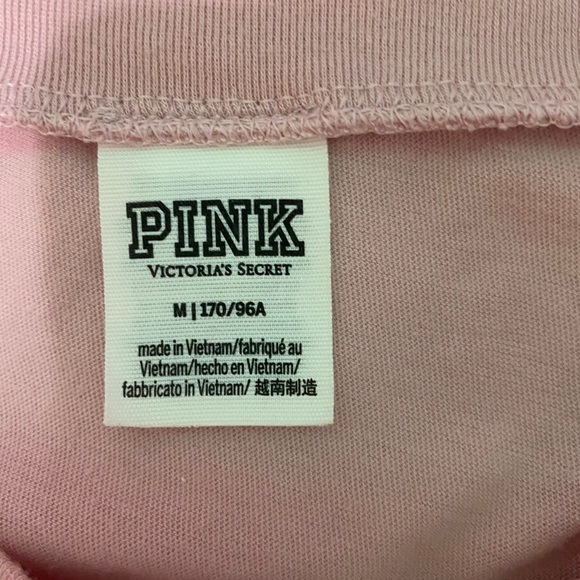 PINK
VICTORIA'S SECRET
M | 170/96A
made in Vietnam/fabriqué au
Vietnam/hecho en Vietnam/
fabbricato in Vietnam/ 越南制造